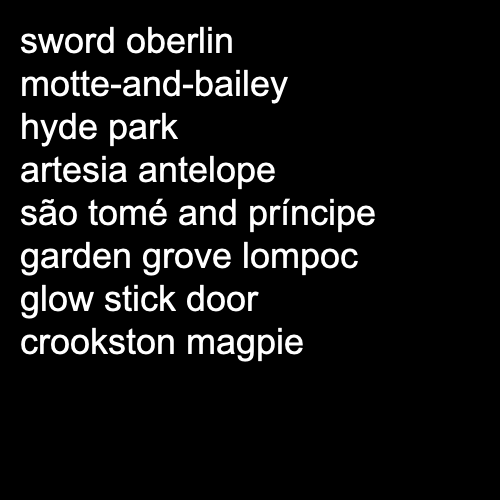 sword oberlin
motte-and-bailey
hyde park
artesia antelope
são tomé and príncipe
garden grove lompoc
glow stick door
crookston magpie